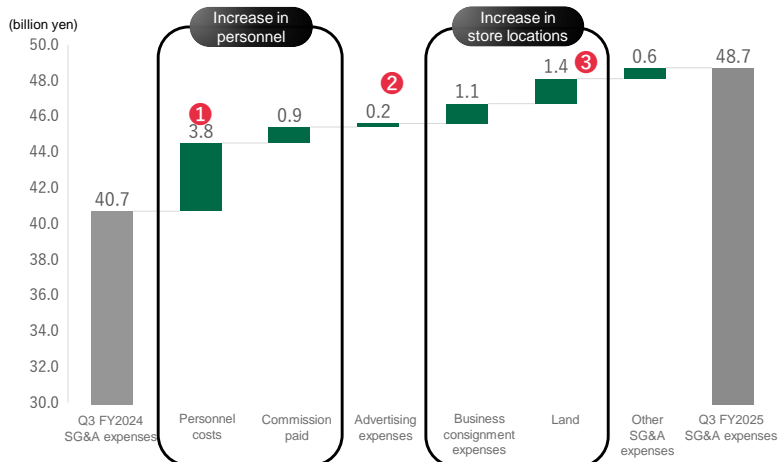 (billion yen)
Increase in
personnel
Increase in
store locations
50.0
48.0
46.0
44.0
42.0
40.0
38.0
36.0
34.0
32.0
30.0
40.7
❶
3.8
0.9
❷
0.2
1.1
1.4
❸
0.6
48.7
Q3 FY2024
SG&A expenses
Personnel
costs
Commission
paid
Advertising
expenses
Business
consignment
expenses
Land
Other
SG&A
expenses
Q3 FY2025
SG&A expenses